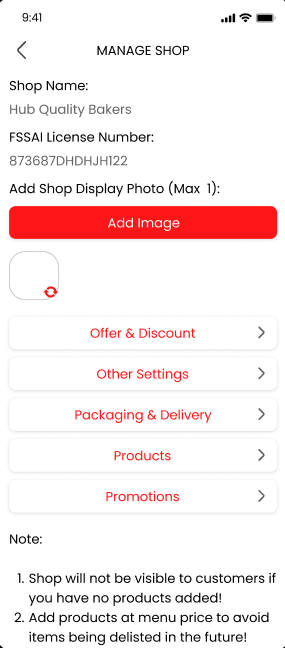 9:41
MANAGE SHOP
Shop Name:
Hub Quality Bakers
FSSAI License Number:
873687DHDHJH122
Add Shop Display Photo (Max 1):
Add Image
Offer & Discount
Other Settings
Packaging & Delivery
Products
Promotions
Note:
1. Shop will not be visible to customers if
you have no products added!
2. Add products at menu price to avoid
items being delisted in the future!